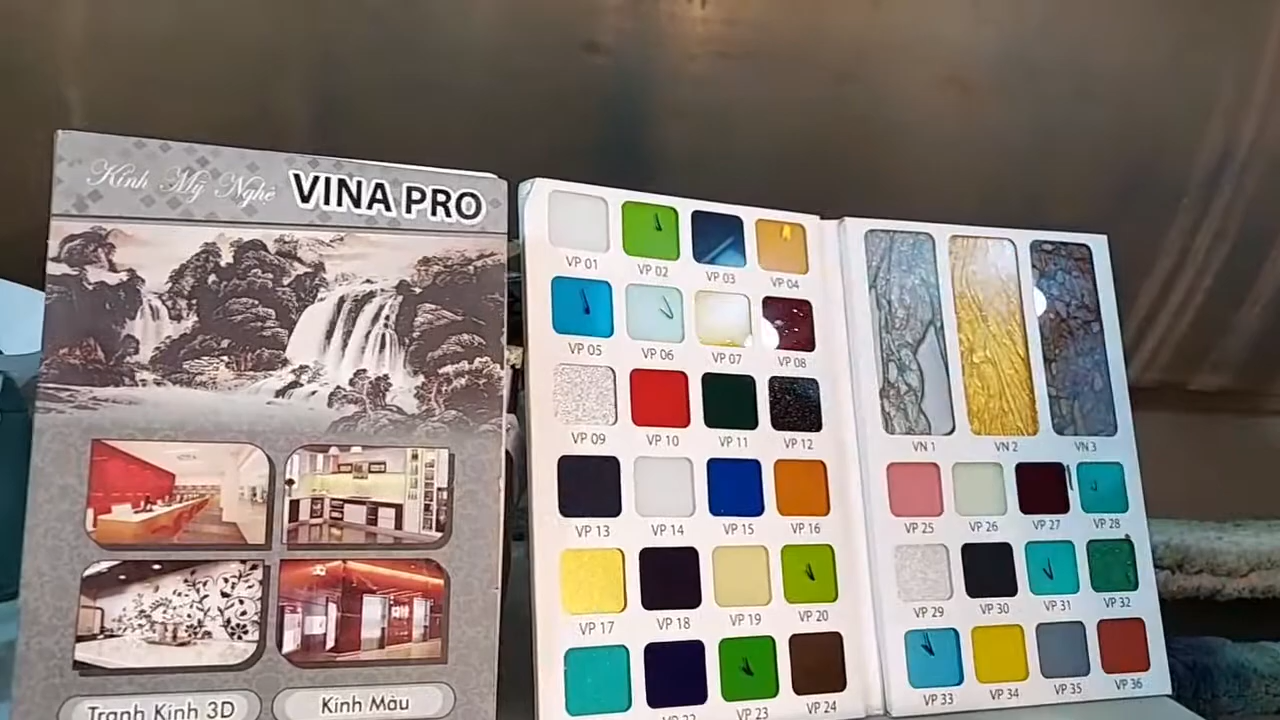 Kính Mỹ Nghệ VINA PRO
Tranh Kính 3D
Kính Màu
VP 01 VP 02 VP 03 VP 04
VP 05 VP 06 VP 07 VP 08
VP 09 VP 10 VP 11 VP 12
VP 13 VP 14 VP 15 VP 16
VP 17 VP 18 VP 19 VP 20
VP 22 VP 23 VP 24
VN 1 VN 2 VN 3
VP 25 VP 26 VP 27 VP 28
VP 29 VP 30 VP 31 VP 32
VP 33 VP 34 VP 35 VP 36